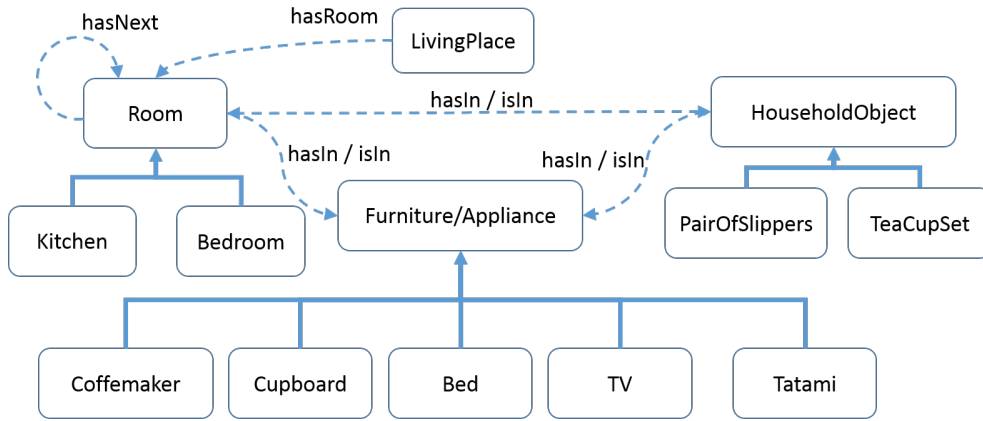 hasNext
hasRoom
LivingPlace
Room
hasIn / isIn
HouseholdObject
hasIn / isIn
hasIn / isIn
Furniture/Appliance
Kitchen
Bedroom
PairOfSlippers
TeaCupSet
Coffemaker
Cupboard
Bed
TV
Tatami